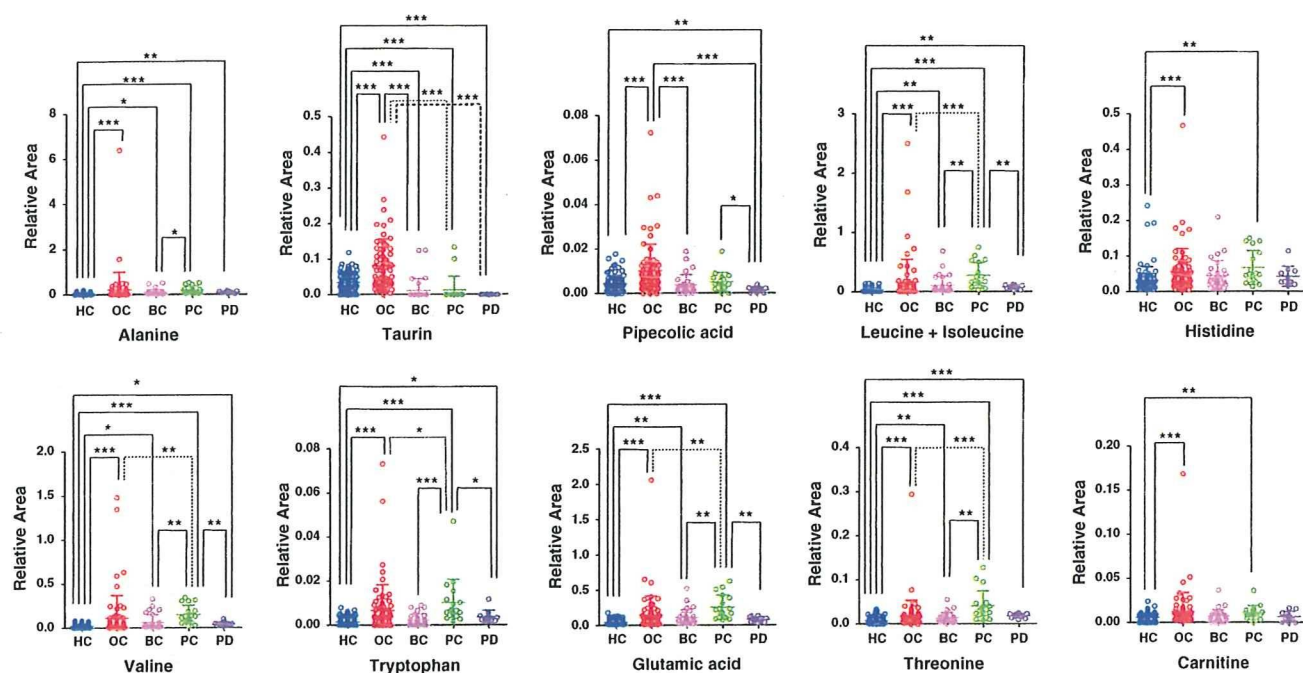 **
***
*
***
*
Relative Area
8
6
4
2
0
HC OC BC PC PD
Alanine
***
***
***
*** *** *** ***
Relative Area
0.5
0.4
0.3
0.2
0.1
0.0
HC OC BC PC PD
Taurin
**
***
*** ***
*
Relative Area
0.08
0.06
0.04
0.02
0.00
HC OC BC PC PD
Pipecolic acid
**
***
**
*** ***
** **
Relative Area
3
2
1
0
HC OC BC PC PD
Leucine + Isoleucine
**
***
Relative Area
0.5
0.4
0.3
0.2
0.1
0.0
HC OC BC PC PD
Histidine
*
***
*
*** **
** **
Relative Area
2.0
1.5
1.0
0.5
0.0
HC OC BC PC PD
Valine
*
***
*** *
*** *
Relative Area
0.08
0.06
0.04
0.02
0.00
HC OC BC PC PD
Tryptophan
***
**
*** **
** **
Relative Area
2.5
2.0
1.5
1.0
0.5
0.0
HC OC BC PC PD
Glutamic acid
***
***
**
*** ***
**
Relative Area
0.4
0.3
0.2
0.1
0.0
HC OC BC PC PD
Threonine
**
***
Relative Area
0.20
0.15
0.10
0.05
0.00
HC OC BC PC PD
Carnitine